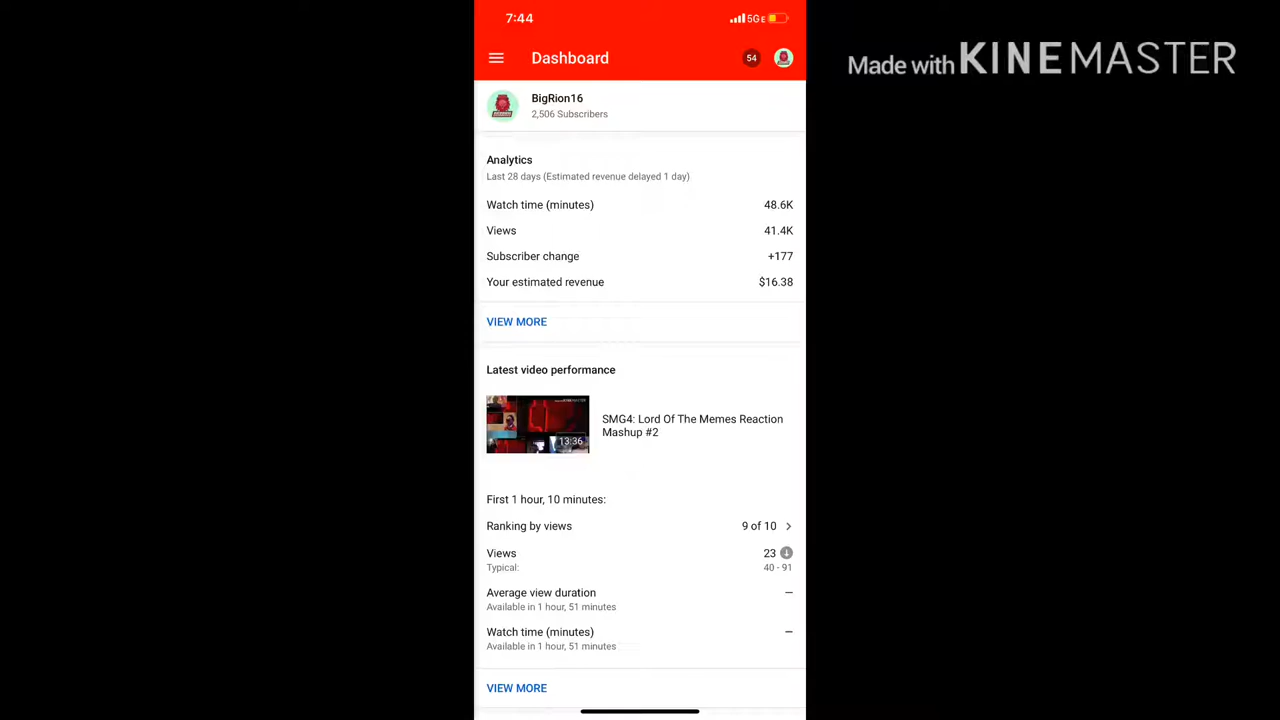 7:44
5GE
Made with KINEMASTER
Dashboard
54
BigRion16
2,506 Subscribers
Analytics
Last 28 days (Estimated revenue delayed 1 day)
Watch time (minutes) 48.6K
Views 41.4K
Subscriber change +177
Your estimated revenue $16.38
VIEW MORE
Latest video performance
13:36
SMG4: Lord Of The Memes Reaction
Mashup #2
First 1 hour, 10 minutes:
Ranking by views 9 of 10
Views 23
Typical: 40 - 91
Average view duration –
Available in 1 hour, 51 minutes
Watch time (minutes) –
Available in 1 hour, 51 minutes
VIEW MORE